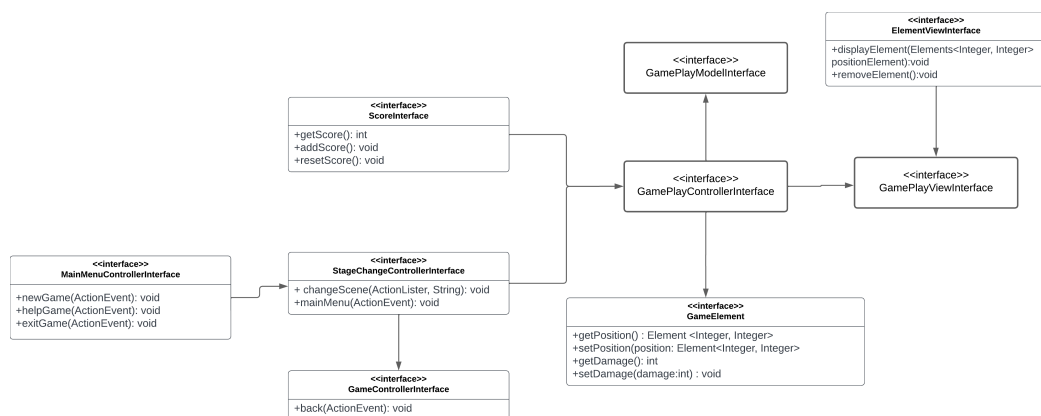 <<interface>>
ElementViewInterface
+displayElement(Elements<Integer, Integer>
positionElement):void
+removeElement():void
<<interface>>
GamePlayModelInterface
<<interface>>
ScoreInterface
+getScore(): int
+addScore(): void
+resetScore(): void
<<interface>>
GamePlayControllerInterface
<<interface>>
GamePlayViewInterface
<<interface>>
MainMenuControllerInterface
+newGame(ActionEvent): void
+helpGame(ActionEvent): void
+exitGame(ActionEvent): void
<<interface>>
StageChangeControllerInterface
+ changeScene(ActionLister, String): void
+mainMenu(ActionEvent): void
<<interface>>
GameElement
+getPosition() : Element <Integer, Integer>
+setPosition(position: Element<Integer, Integer>
+getDamage(): int
+setDamage(damage:int) : void
<<interface>>
GameControllerInterface
+back(ActionEvent): void